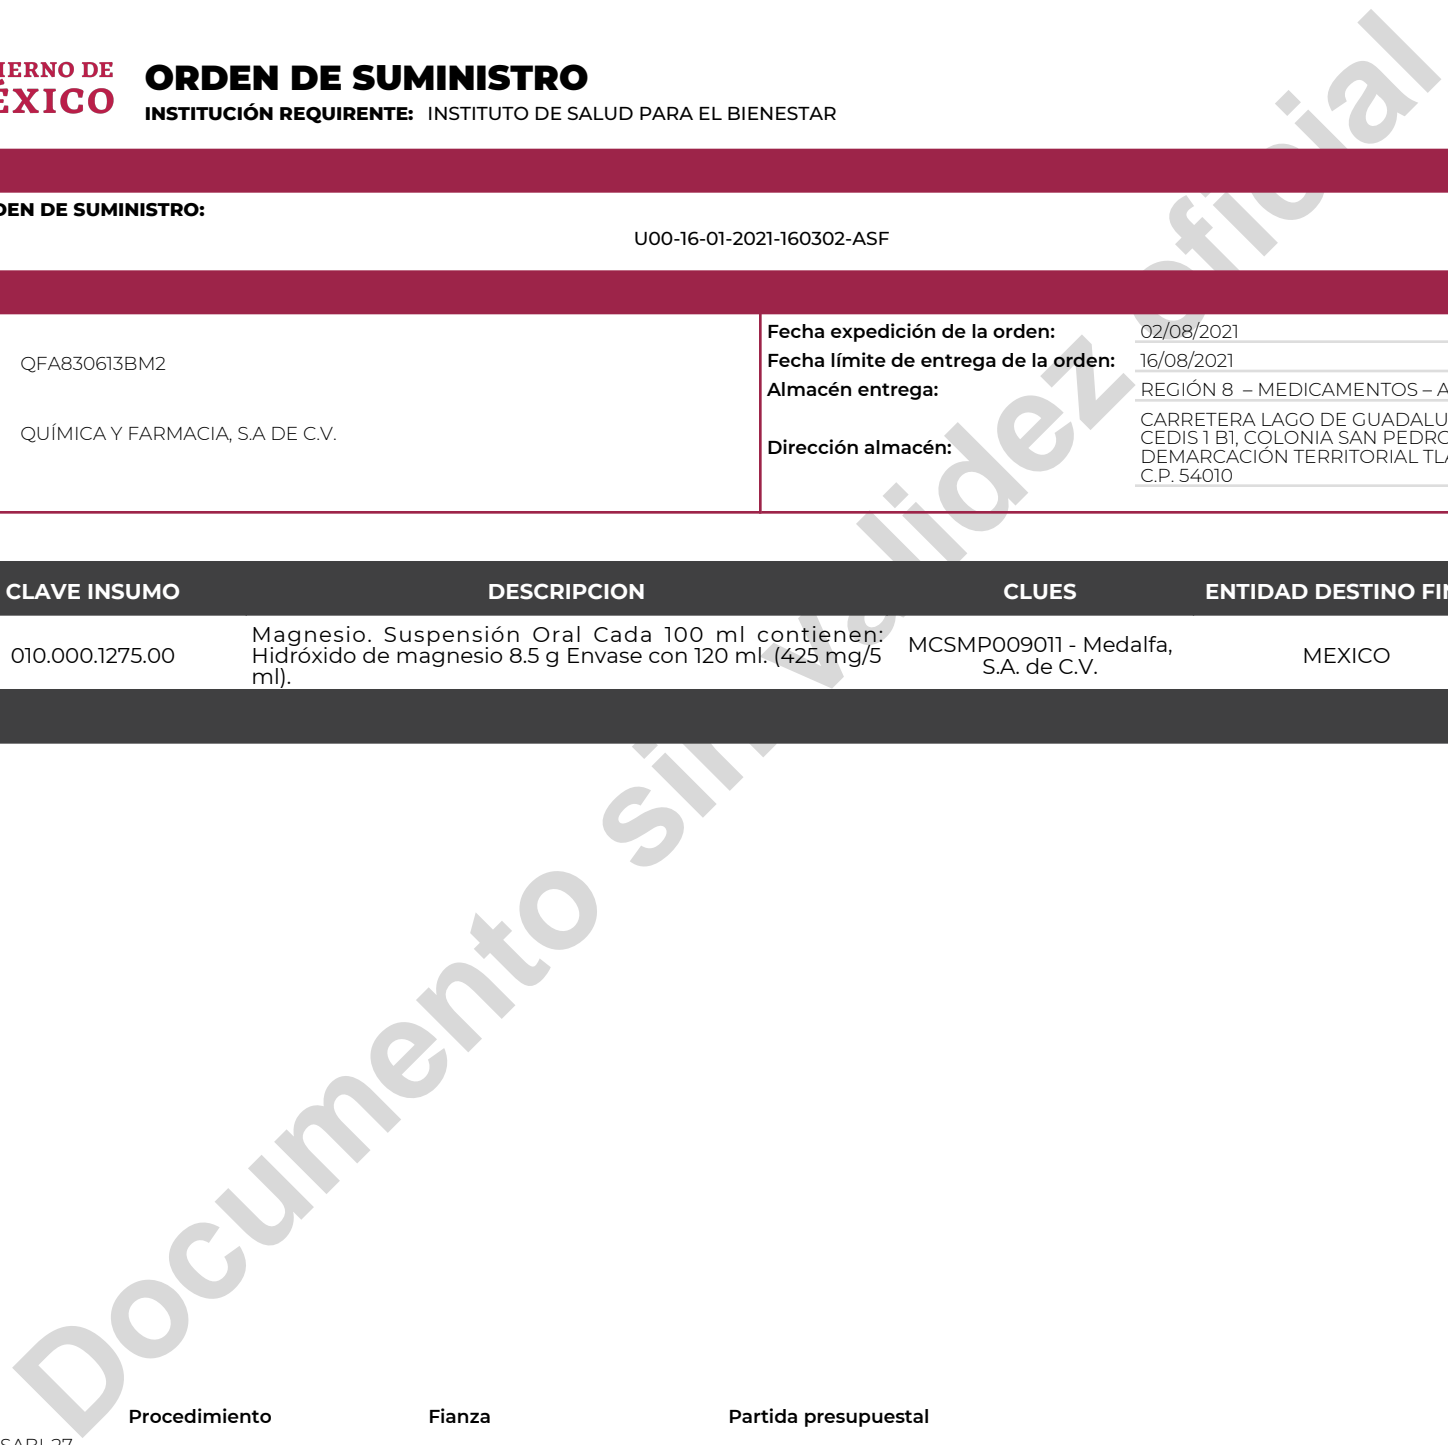 IERNO DE
ÉXICO
ORDEN DE SUMINISTRO
INSTITUCIÓN REQUIRENTE: INSTITUTO DE SALUD PARA EL BIENESTAR
DEN DE SUMINISTRO:
U00-16-01-2021-160302-ASF
QFA830613BM2
QUÍMICA Y FARMACIA, S.A DE C.V.
Fecha expedición de la orden: 02/08/2021
Fecha límite de entrega de la orden: 16/08/2021
Almacén entrega: REGIÓN 8 – MEDICAMENTOS – A
Dirección almacén:
CARRETERA LAGO DE GUADALU
CEDIS 1 B1, COLONIA SAN PEDRO
DEMARCACIÓN TERRITORIAL TLA
C.P. 54010
CLAVE INSUMO DESCRIPCION CLUES ENTIDAD DESTINO FIN
010.000.1275.00
Magnesio. Suspensión Oral Cada 100 ml contienen:
Hidróxido de magnesio 8.5 g Envase con 120 ml. (425 mg/5
ml).
MCSMP009011 - Medalfa,
S.A. de C.V.
MEXICO
Documento sin validez oficial
Procedimiento Fianza Partida presupuestal